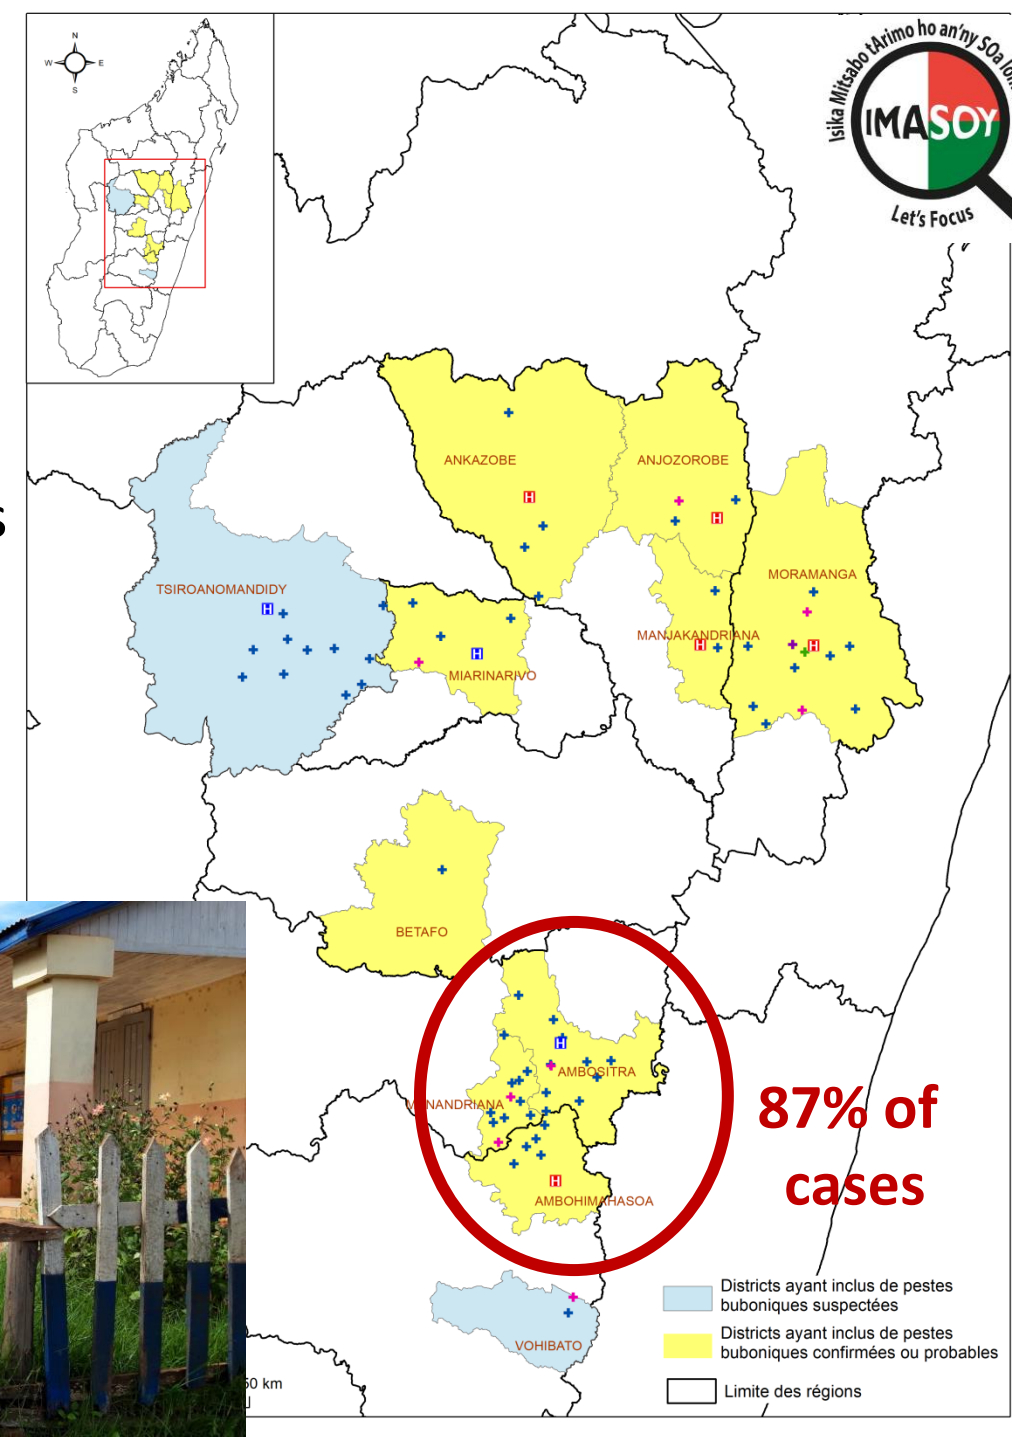 N
W
E
S
Isika Mitsabo tArimo ho an'ny SOa
IMASOY
Let's Focus
ANKAZOBE
ANJOZOROBE
H
H
MORAMANGA
TSIROANOMANDIDY
H
MANJAKANDRIANA
H
H
H
MIARINARIVO
BETAFO
H
AMBOSITRA
MANANDRIANA
H
AMBOHIMAHASOA
87% of
cases
VOHIBATO
Districts ayant inclus de pestes
buboniques suspectées
Districts ayant inclus de pestes
buboniques confirmées ou probables
Limite des régions
km